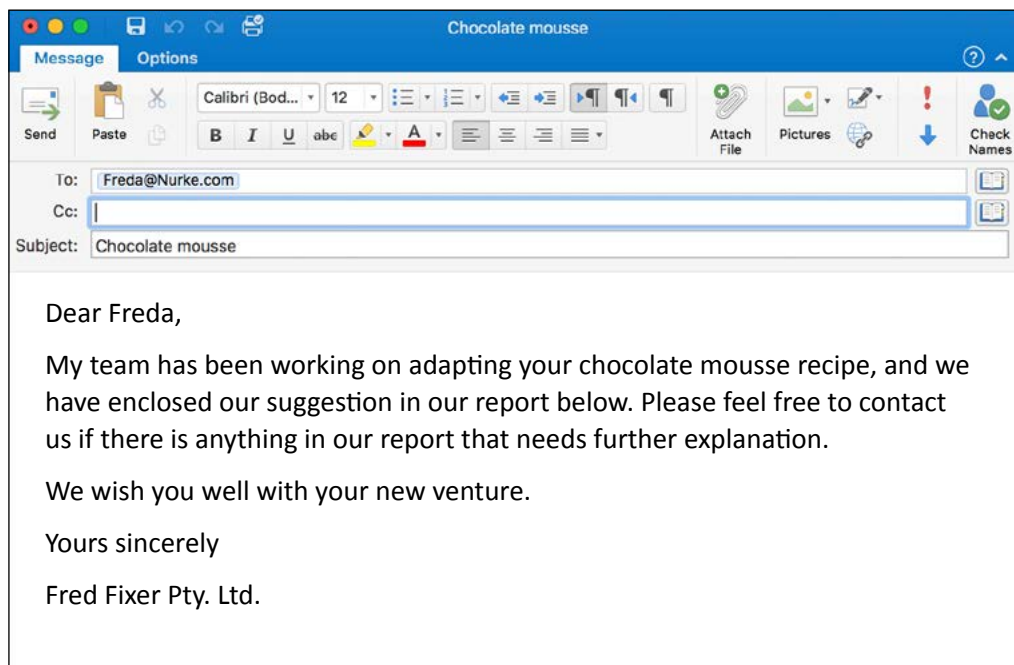 Chocolate mousse
Message Options
Calibri (Bod... 12
Send Paste B I U abc A Attach File Pictures Check Names
To: Freda@Nurke.com
Cc:
Subject: Chocolate mousse
Dear Freda,
My team has been working on adapting your chocolate mousse recipe, and we
have enclosed our suggestion in our report below. Please feel free to contact
us if there is anything in our report that needs further explanation.
We wish you well with your new venture.
Yours sincerely
Fred Fixer Pty. Ltd.